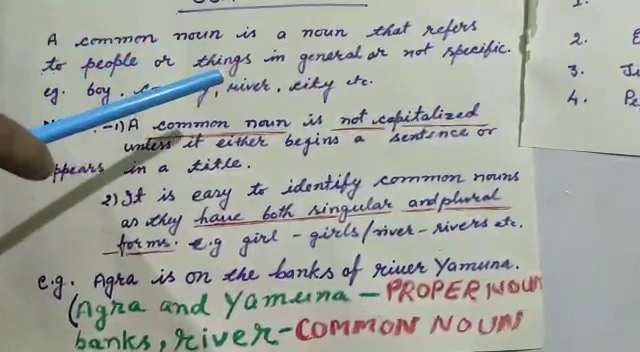 A common noun is a noun that refers
to people or things in general or not specific.
eg. boy, river, city etc.
-1) A common noun is not capitalized
unless it either begins a sentence or
appears in a title.
2) It is easy to identify common nouns
as they have both singular and plural
forms. e.g girl - girls/river - rivers etc.
e.g. Agra is on the banks of river Yamuna.
(Agra and Yamuna - PROPER NOUN
banks, river - COMMON NOUN
2.
3.
4.